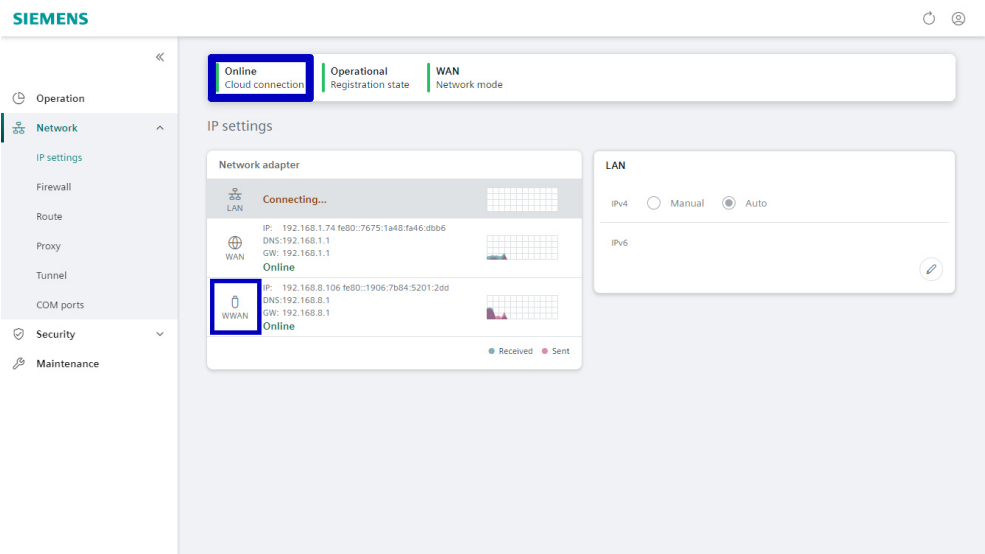 SIEMENS
Online
Cloud connection
Operational
Registration state
WAN
Network mode
Operation
Network
IP settings
Firewall
Route
Proxy
Tunnel
COM ports
Security
Maintenance
IP settings
Network adapter
LAN
Connecting...
WAN
IP: 192.168.1.74 fe80::7675:1a48:fa46:dbb6
DNS:192.168.1.1
GW: 192.168.1.1
Online
WWAN
IP: 192.168.8.106 fe80::1906:7b84:5201:2dd
DNS:192.168.8.1
GW: 192.168.8.1
Online
Received Sent
LAN
IPv4 Manual Auto
IPv6